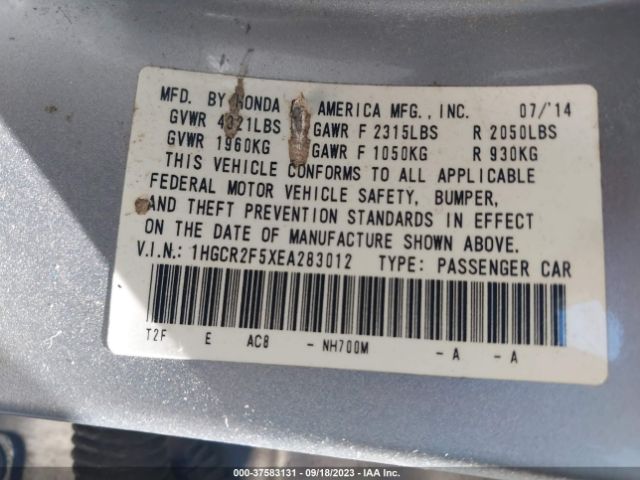 MFD. BY HONDA AMERICA MFG., INC. 07/'14
GVWR 4321LBS GAWR F 2315LBS R 2050LBS
GVWR 1960KG GAWR F 1050KG R 930KG
THIS VEHICLE CONFORMS TO ALL APPLICABLE
FEDERAL MOTOR VEHICLE SAFETY, BUMPER,
AND THEFT PREVENTION STANDARDS IN EFFECT
ON THE DATE OF MANUFACTURE SHOWN ABOVE.
V.I.N.: 1HGCR2F5XEA283012 TYPE: PASSENGER CAR
T2F E AC8 - NH700M - A - A
000-37583131 - 09/18/2023 - IAA Inc.